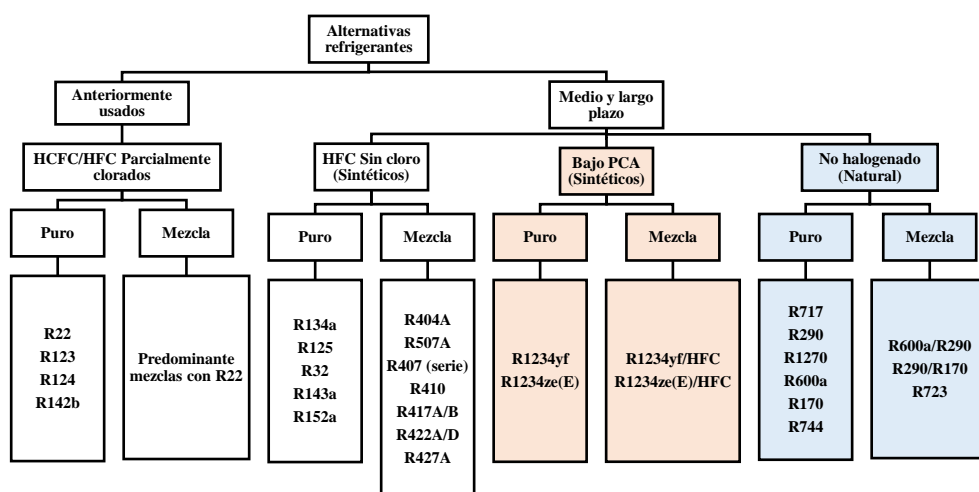 Alternativas
refrigerantes
Anteriormente
usados
Medio y largo
plazo
HCFC/HFC Parcialmente
clorados
HFC Sin cloro
(Sintéticos)
Bajo PCA
(Sintéticos)
No halogenado
(Natural)
Puro
Mezcla
Puro
Mezcla
Puro
Mezcla
Puro
Mezcla
R22
R123
R124
R142b
Predominante
mezclas con R22
R134a
R125
R32
R143a
R152a
R404A
R507A
R407 (serie)
R410
R417A/B
R422A/D
R427A
R1234yf
R1234ze(E)
R1234yf/HFC
R1234ze(E)/HFC
R717
R290
R1270
R600a
R170
R744
R600a/R290
R290/R170
R723